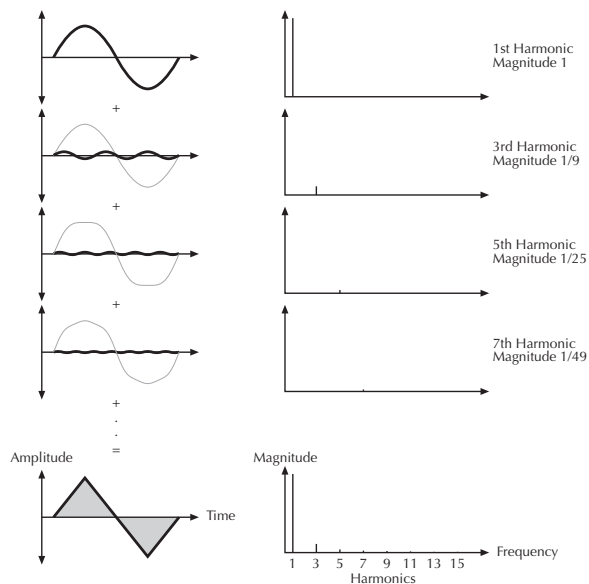 1st Harmonic
Magnitude 1
+
3rd Harmonic
Magnitude 1/9
+
5th Harmonic
Magnitude 1/25
+
7th Harmonic
Magnitude 1/49
+
.
.
=
Amplitude
Time
Magnitude
Frequency
1 3 5 7 9 11 13 15
Harmonics